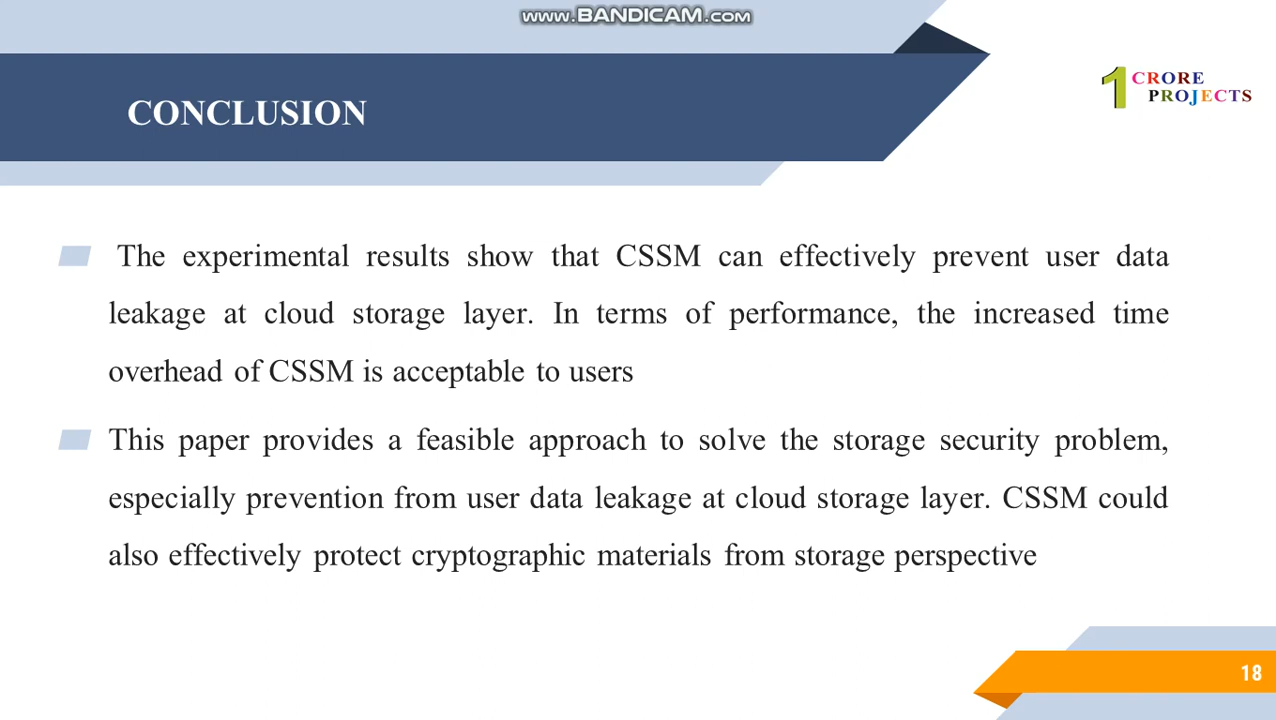 www.BANDICAM.com
1 CRORE
PROJECTS
CONCLUSION
The experimental results show that CSSM can effectively prevent user data
leakage at cloud storage layer. In terms of performance, the increased time
overhead of CSSM is acceptable to users
This paper provides a feasible approach to solve the storage security problem,
especially prevention from user data leakage at cloud storage layer. CSSM could
also effectively protect cryptographic materials from storage perspective
18